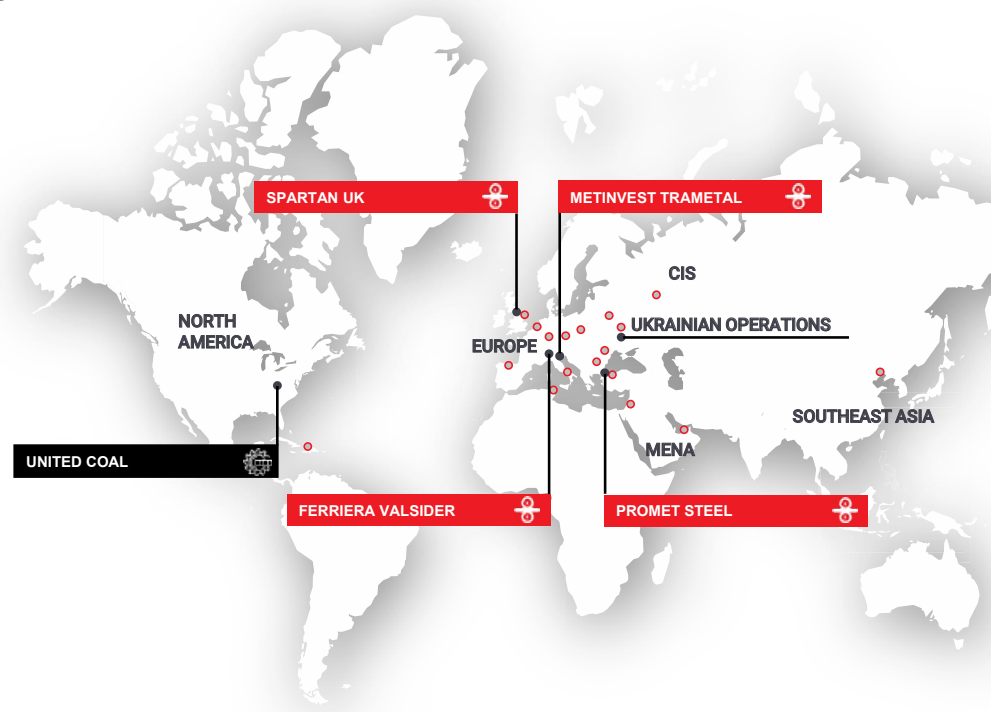 SPARTAN UK
METINVEST TRAMETAL
CIS
NORTH
AMERICA
UKRAINIAN OPERATIONS
EUROPE
SOUTHEAST ASIA
MENA
UNITED COAL
FERRIERA VALSIDER
PROMET STEEL